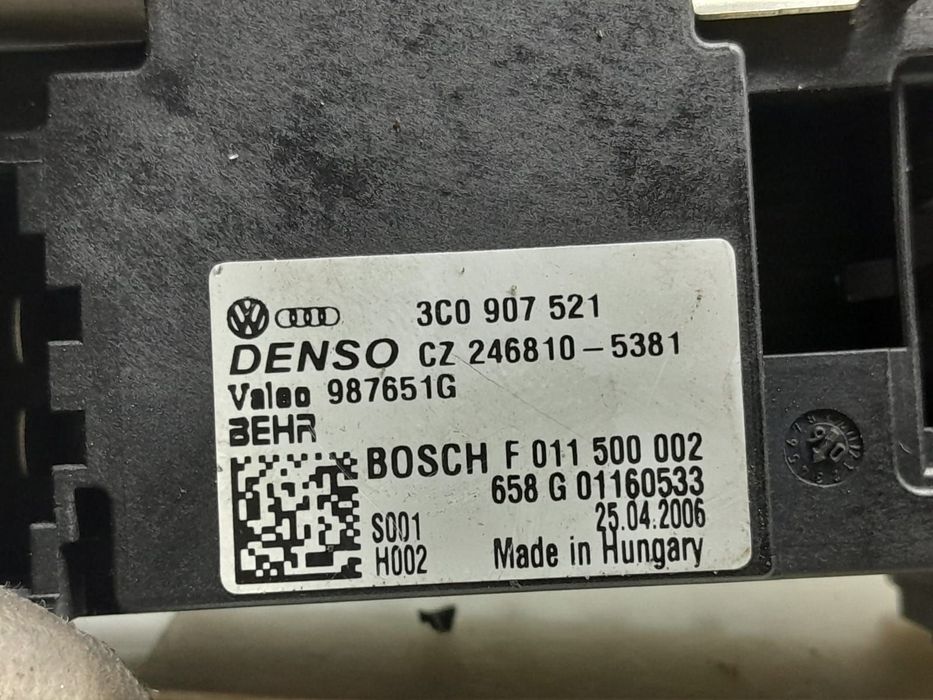 3C0 907 521
DENSO CZ 246810-5381
Valeo 987651G
BEHR
BOSCH F 011 500 002
658 G 01160533
S001 25.04.2006
H002 Made in Hungary